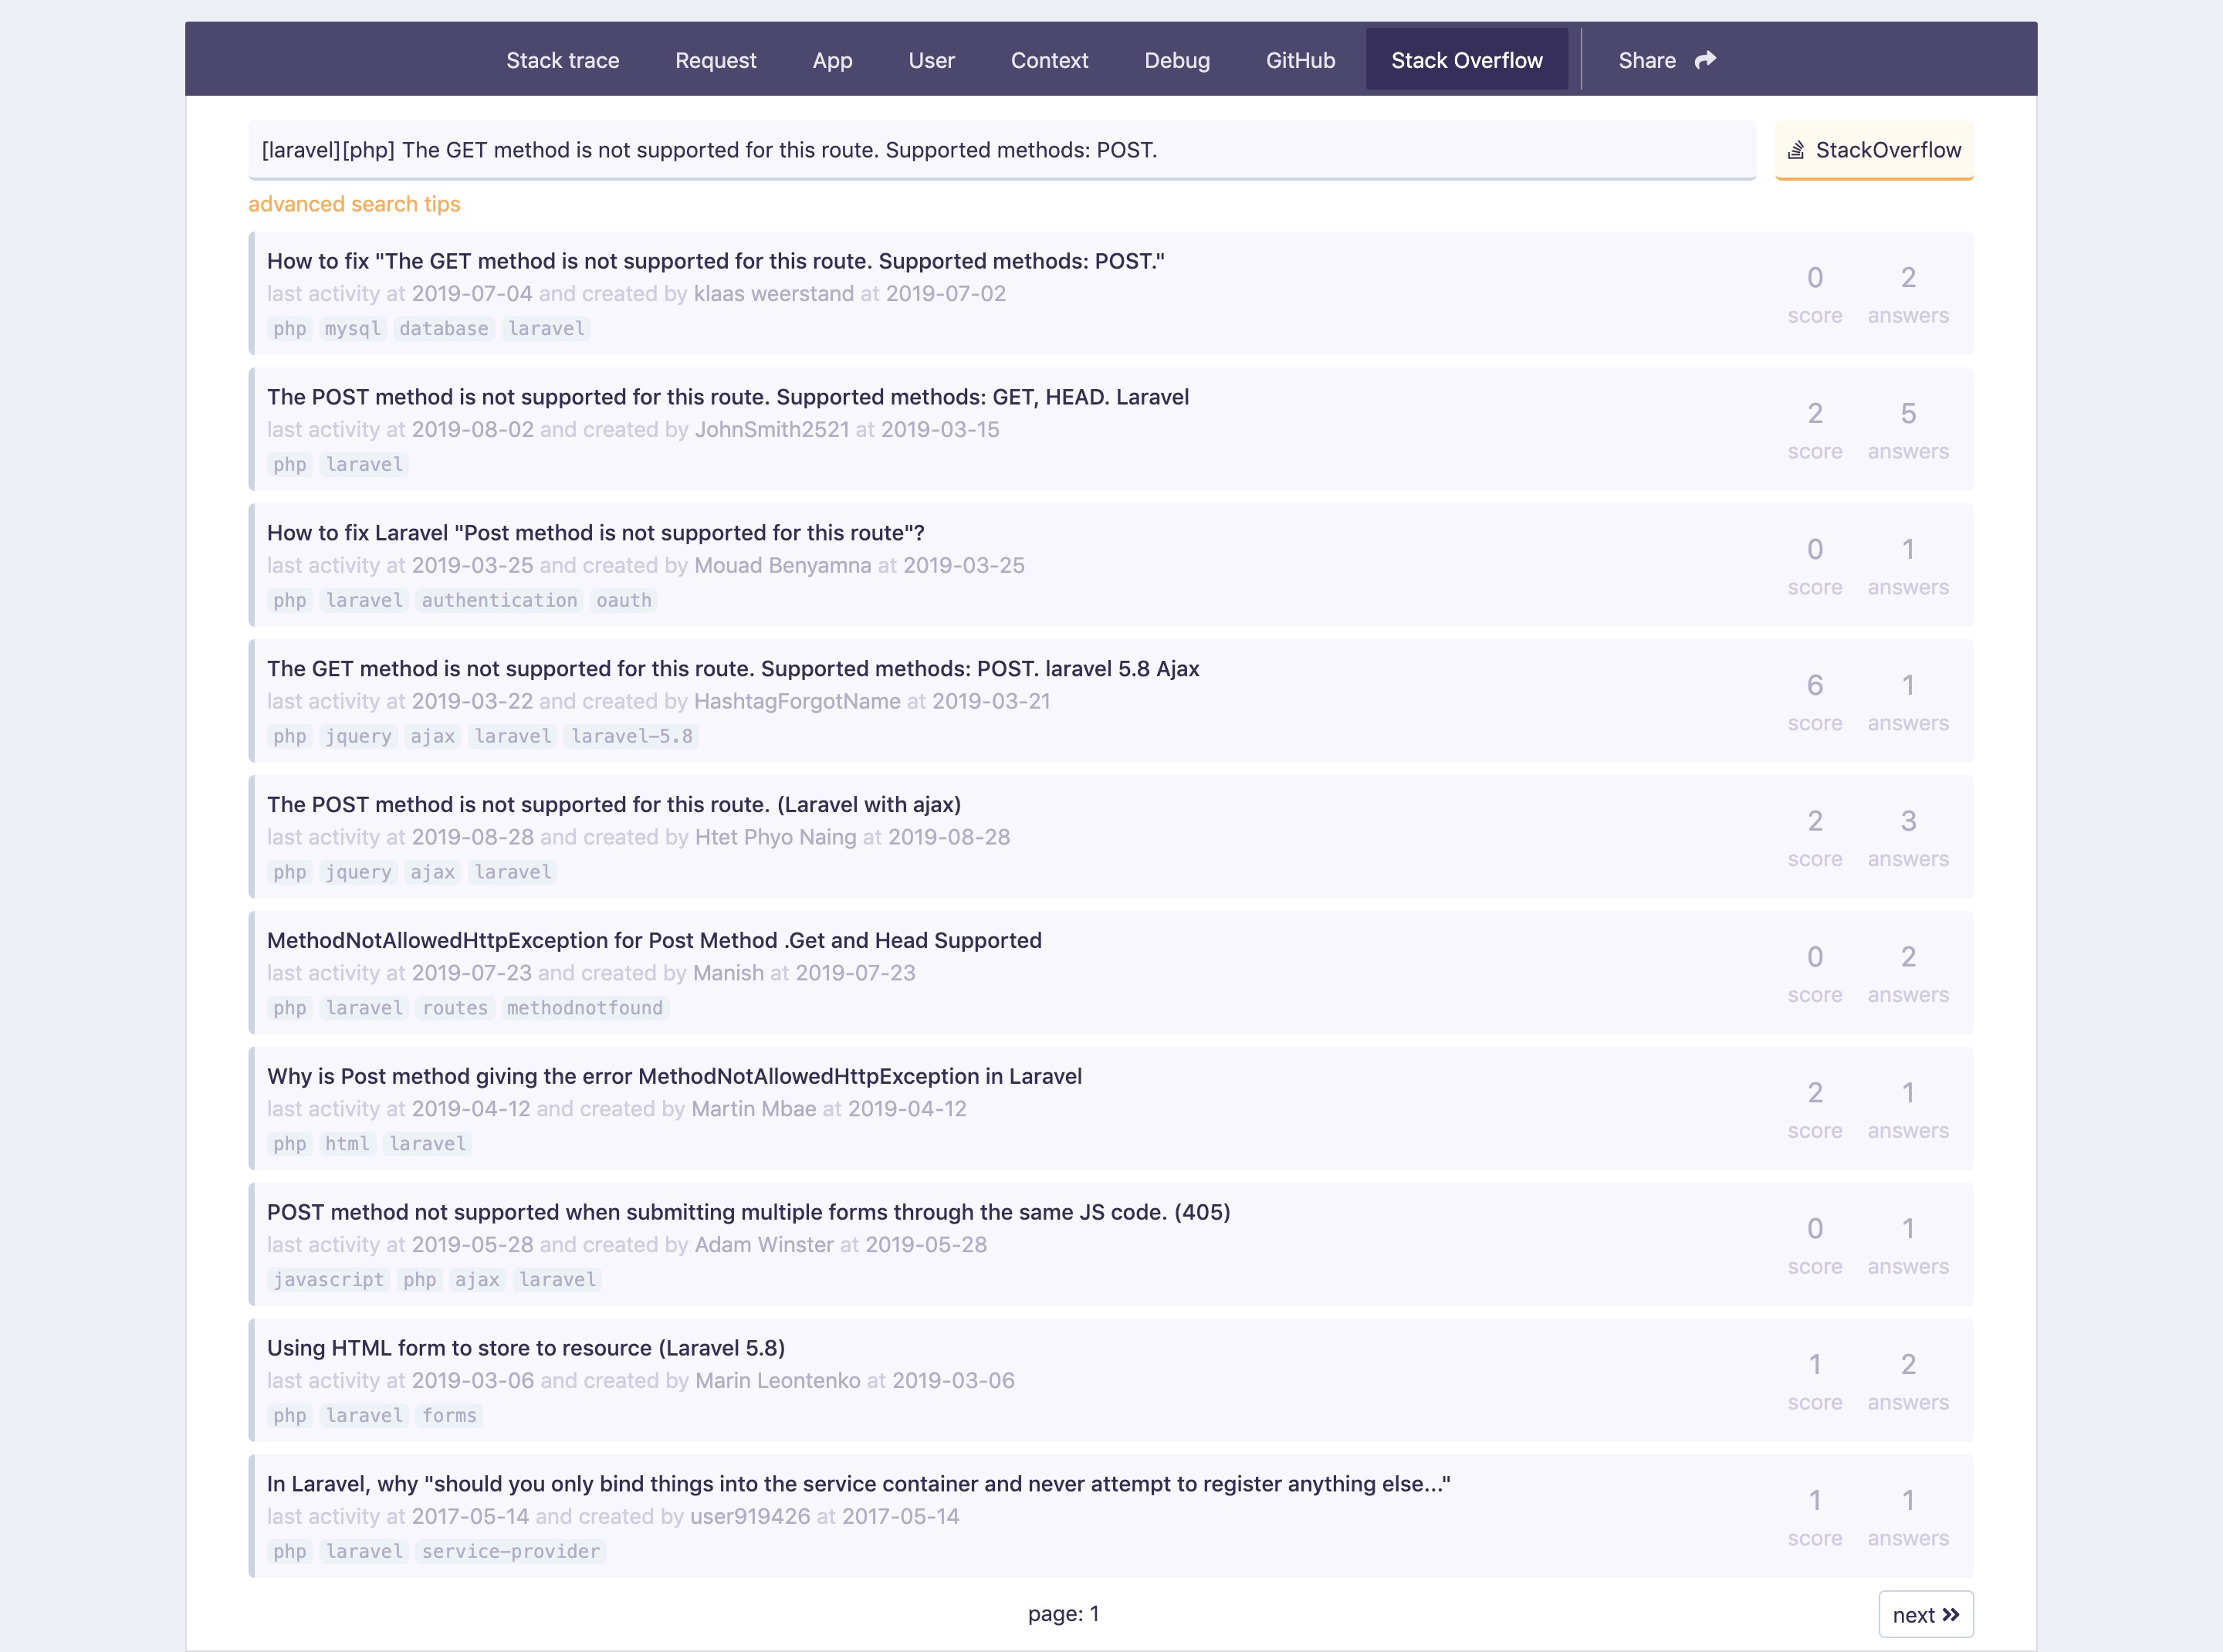 Stack trace Request App User Context Debug GitHub Stack Overflow Share
[laravel][php] The GET method is not supported for this route. Supported methods: POST. StackOverflow
advanced search tips
How to fix "The GET method is not supported for this route. Supported methods: POST."
last activity at 2019-07-04 and created by klaas weerstand at 2019-07-02
php mysql database laravel
0 2
score answers
The POST method is not supported for this route. Supported methods: GET, HEAD. Laravel
last activity at 2019-08-02 and created by JohnSmith2521 at 2019-03-15
php laravel
2 5
score answers
How to fix Laravel "Post method is not supported for this route"?
last activity at 2019-03-25 and created by Mouad Benyamna at 2019-03-25
php laravel authentication oauth
0 1
score answers
The GET method is not supported for this route. Supported methods: POST. laravel 5.8 Ajax
last activity at 2019-03-22 and created by HashtagForgotName at 2019-03-21
php jquery ajax laravel laravel-5.8
6 1
score answers
The POST method is not supported for this route. (Laravel with ajax)
last activity at 2019-08-28 and created by Htet Phyo Naing at 2019-08-28
php jquery ajax laravel
2 3
score answers
MethodNotAllowedHttpException for Post Method .Get and Head Supported
last activity at 2019-07-23 and created by Manish at 2019-07-23
php laravel routes methodnotfound
0 2
score answers
Why is Post method giving the error MethodNotAllowedHttpException in Laravel
last activity at 2019-04-12 and created by Martin Mbae at 2019-04-12
php html laravel
2 1
score answers
POST method not supported when submitting multiple forms through the same JS code. (405)
last activity at 2019-05-28 and created by Adam Winster at 2019-05-28
javascript php ajax laravel
0 1
score answers
Using HTML form to store to resource (Laravel 5.8)
last activity at 2019-03-06 and created by Marin Leontenko at 2019-03-06
php laravel forms
1 2
score answers
In Laravel, why "should you only bind things into the service container and never attempt to register anything else..."
last activity at 2017-05-14 and created by user919426 at 2017-05-14
php laravel service-provider
1 1
score answers
page: 1 next